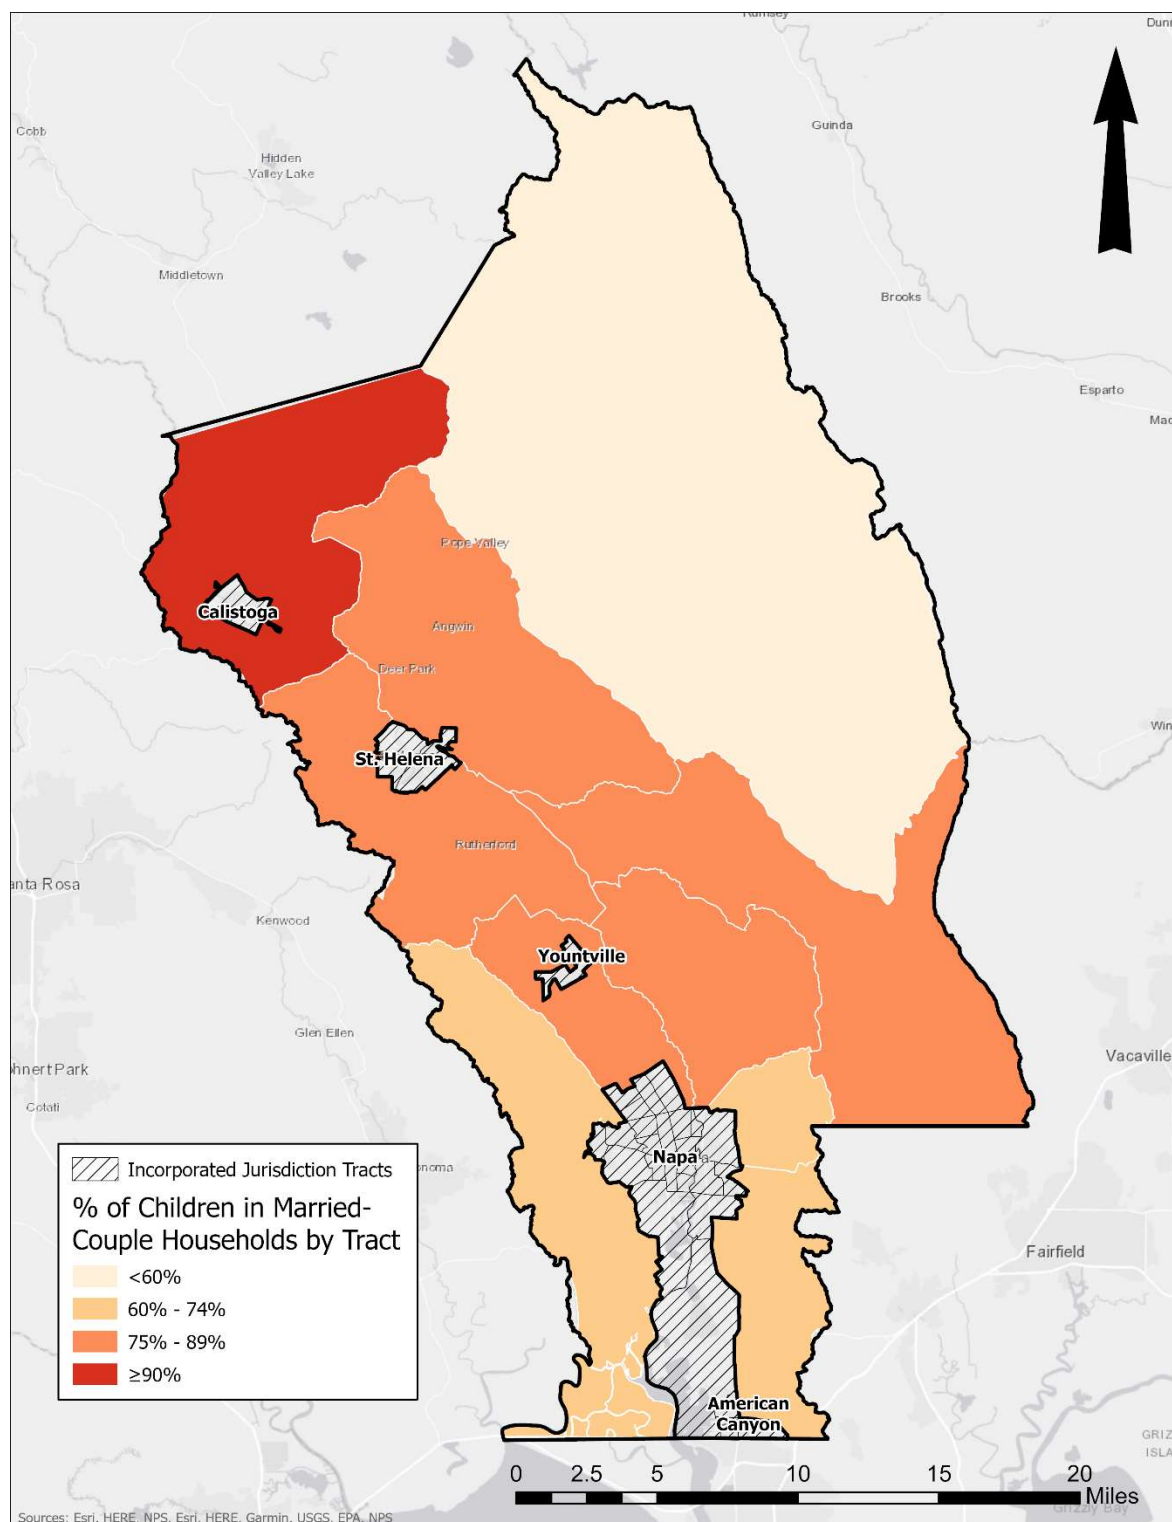 Rumsey
Dunn
Cobb
Guinda
Hidden
Valley Lake
Middletown
Brooks
Esparto
Mad
Pope Valley
Calistoga
Angwin
Deer Park
Win
St. Helena
Rutherford
anta Rosa
Kenwood
Yountville
Glen Ellen
Vacaville
ohnert Park
Cotati
Incorporated Jurisdiction Tracts
Napa
onoma
% of Children in Married-
Couple Households by Tract
Fairfield
<60%
60% - 74%
75% - 89%
≥90%
American
Canyon
GRIZ
ISLA
0 2.5 5 10 15 20
Miles
Grizzly Bay
Sources: Esri, HERE, NPS, Esri, HERE, Garmin, USGS, EPA, NPS